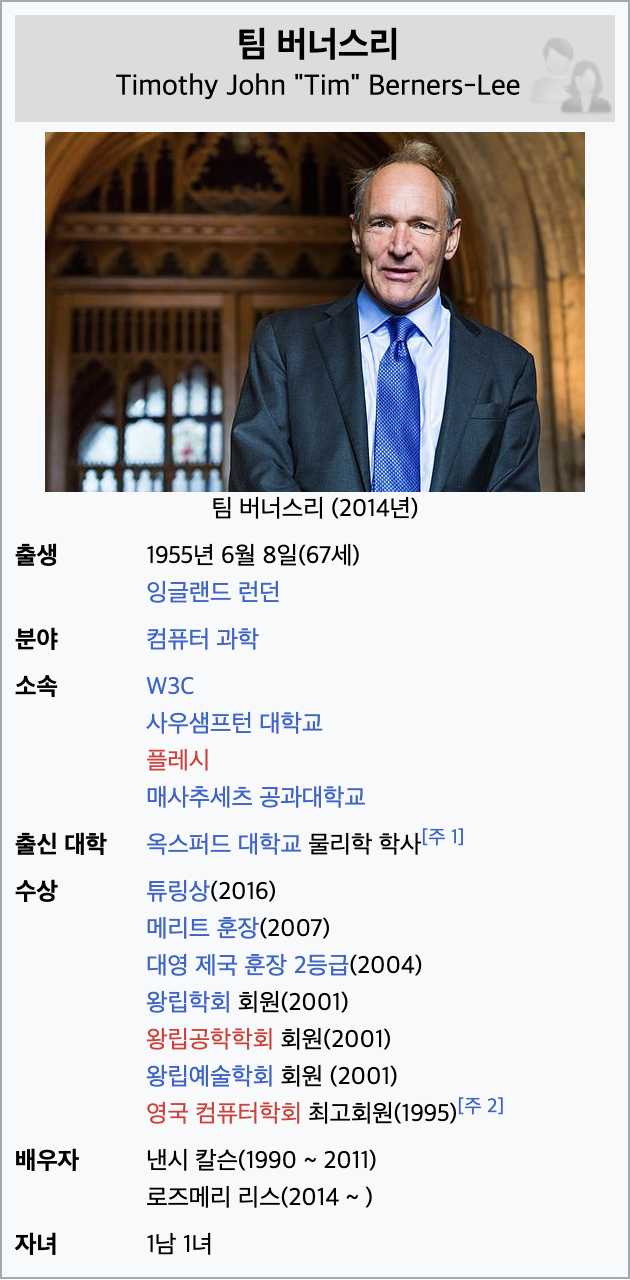 팀 버너스리
Timothy John "Tim" Berners-Lee
팀 버너스리 (2014년)
출생 1955년 6월 8일(67세)
잉글랜드 런던
분야 컴퓨터 과학
소속 W3C
사우샘프턴 대학교
플레시
매사추세츠 공과대학교
출신 대학 옥스퍼드 대학교 물리학 학사[주 1]
수상 튜링상(2016)
메리트 훈장(2007)
대영 제국 훈장 2등급(2004)
왕립학회 회원(2001)
왕립공학학회 회원(2001)
왕립예술학회 회원 (2001)
영국 컴퓨터학회 최고회원(1995)[주 2]
배우자 낸시 칼슨(1990 ~ 2011)
로즈메리 리스(2014 ~ )
자녀 1남 1녀